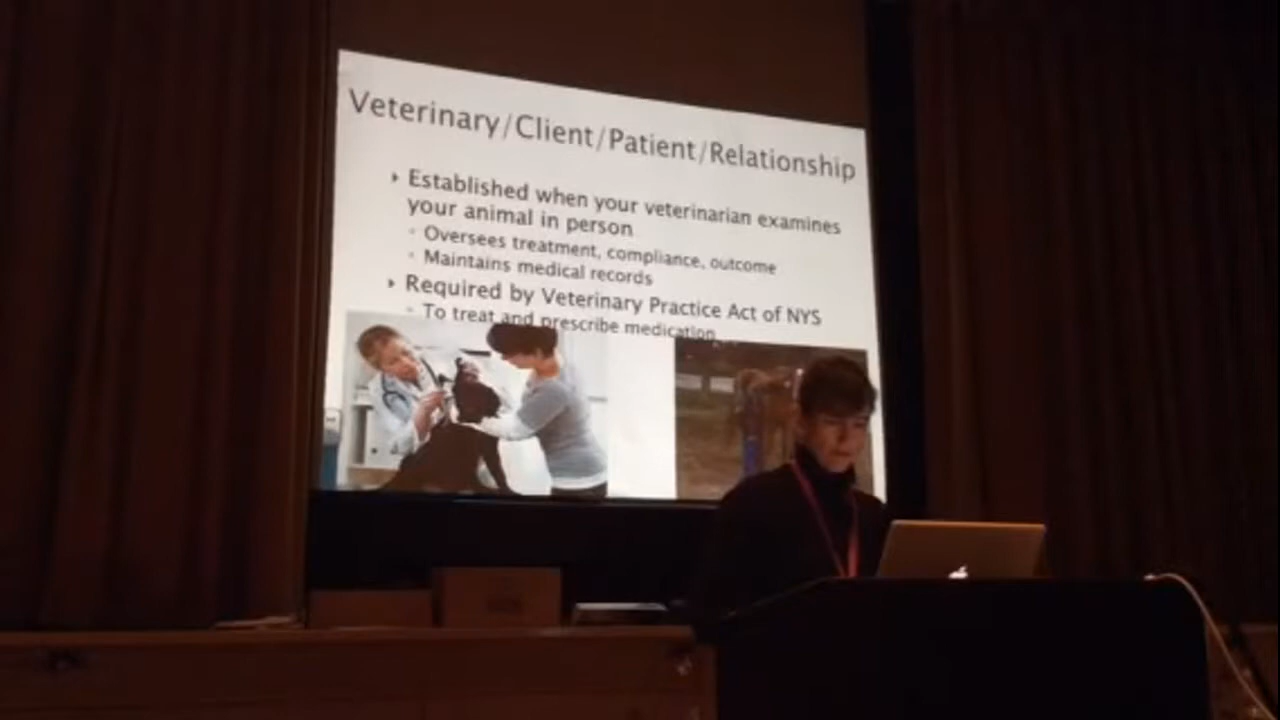 Veterinary/Client/Patient/Relationship
Established when your veterinarian examines
your animal in person
Oversees treatment, compliance, outcome
Maintains medical records
Required by Veterinary Practice Act of NYS
To treat and prescribe medication